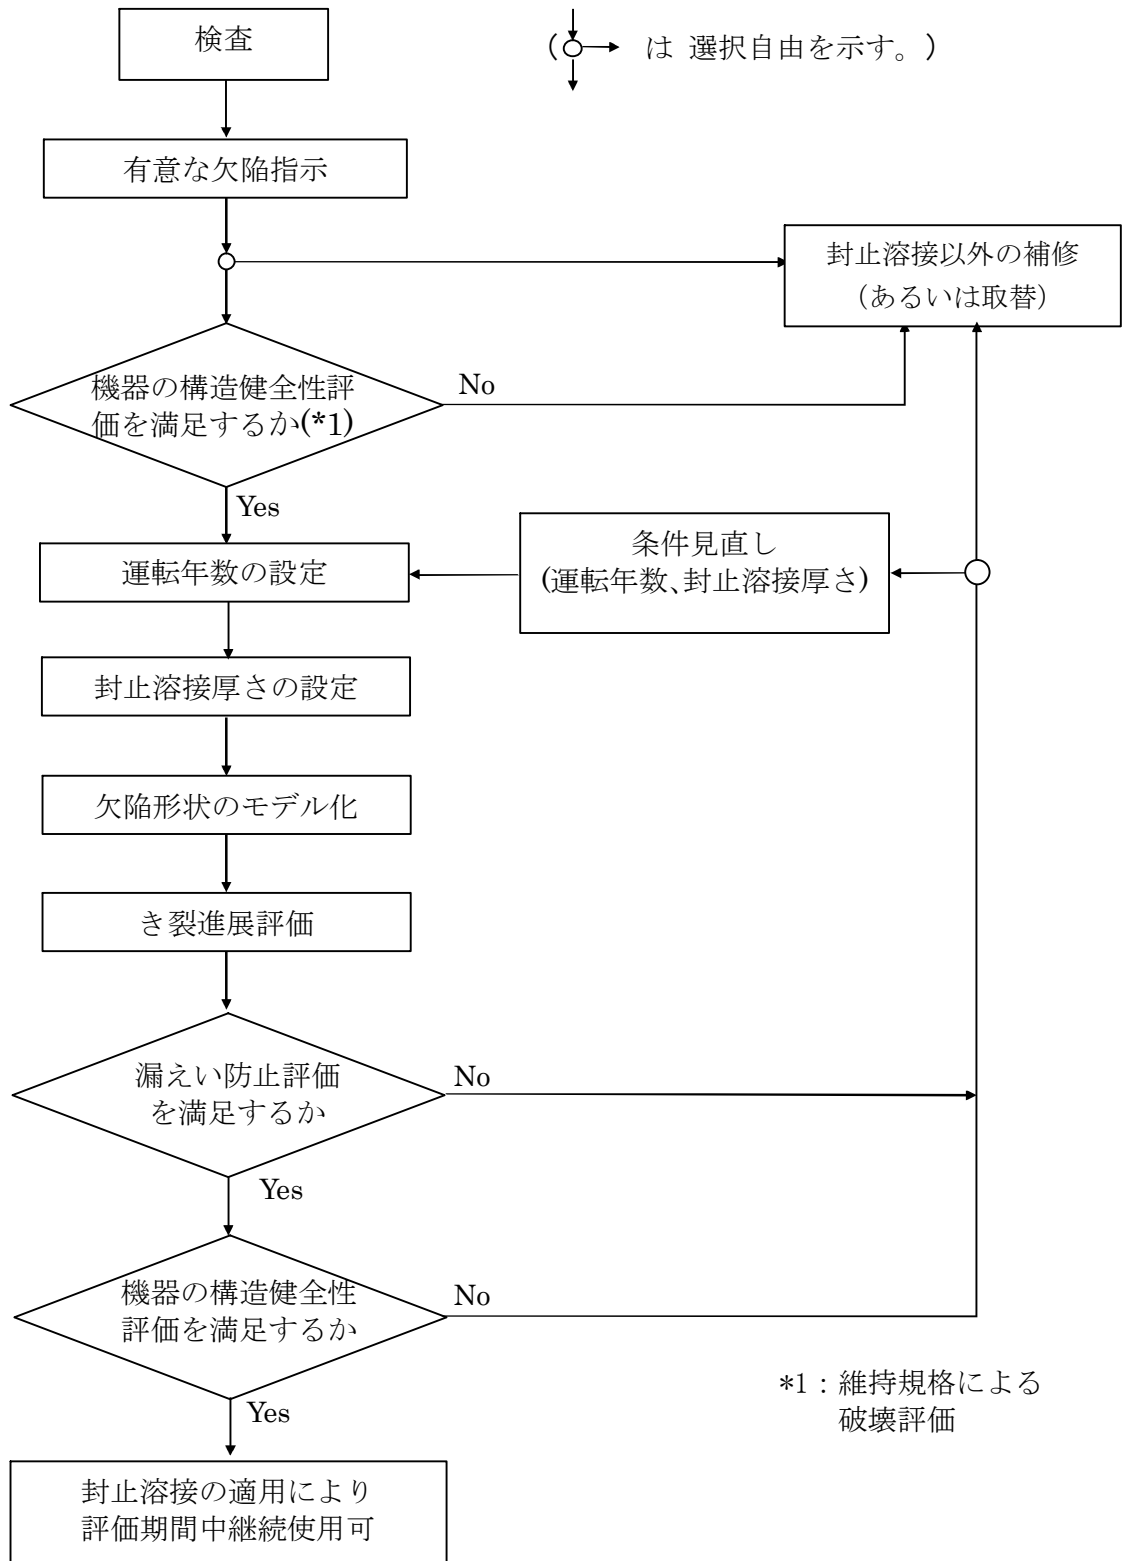 検査
( は 選択自由を示す。)
有意な欠陥指示
封止溶接以外の補修
(あるいは取替)
機器の構造健全性評
価を満足するか(*1)
No
Yes
運転年数の設定
条件見直し
(運転年数、封止溶接厚さ)
封止溶接厚さの設定
欠陥形状のモデル化
き裂進展評価
漏えい防止評価
を満足するか
No
Yes
機器の構造健全性
評価を満足するか
No
Yes
*1：維持規格による
破壊評価
封止溶接の適用により
評価期間中継続使用可